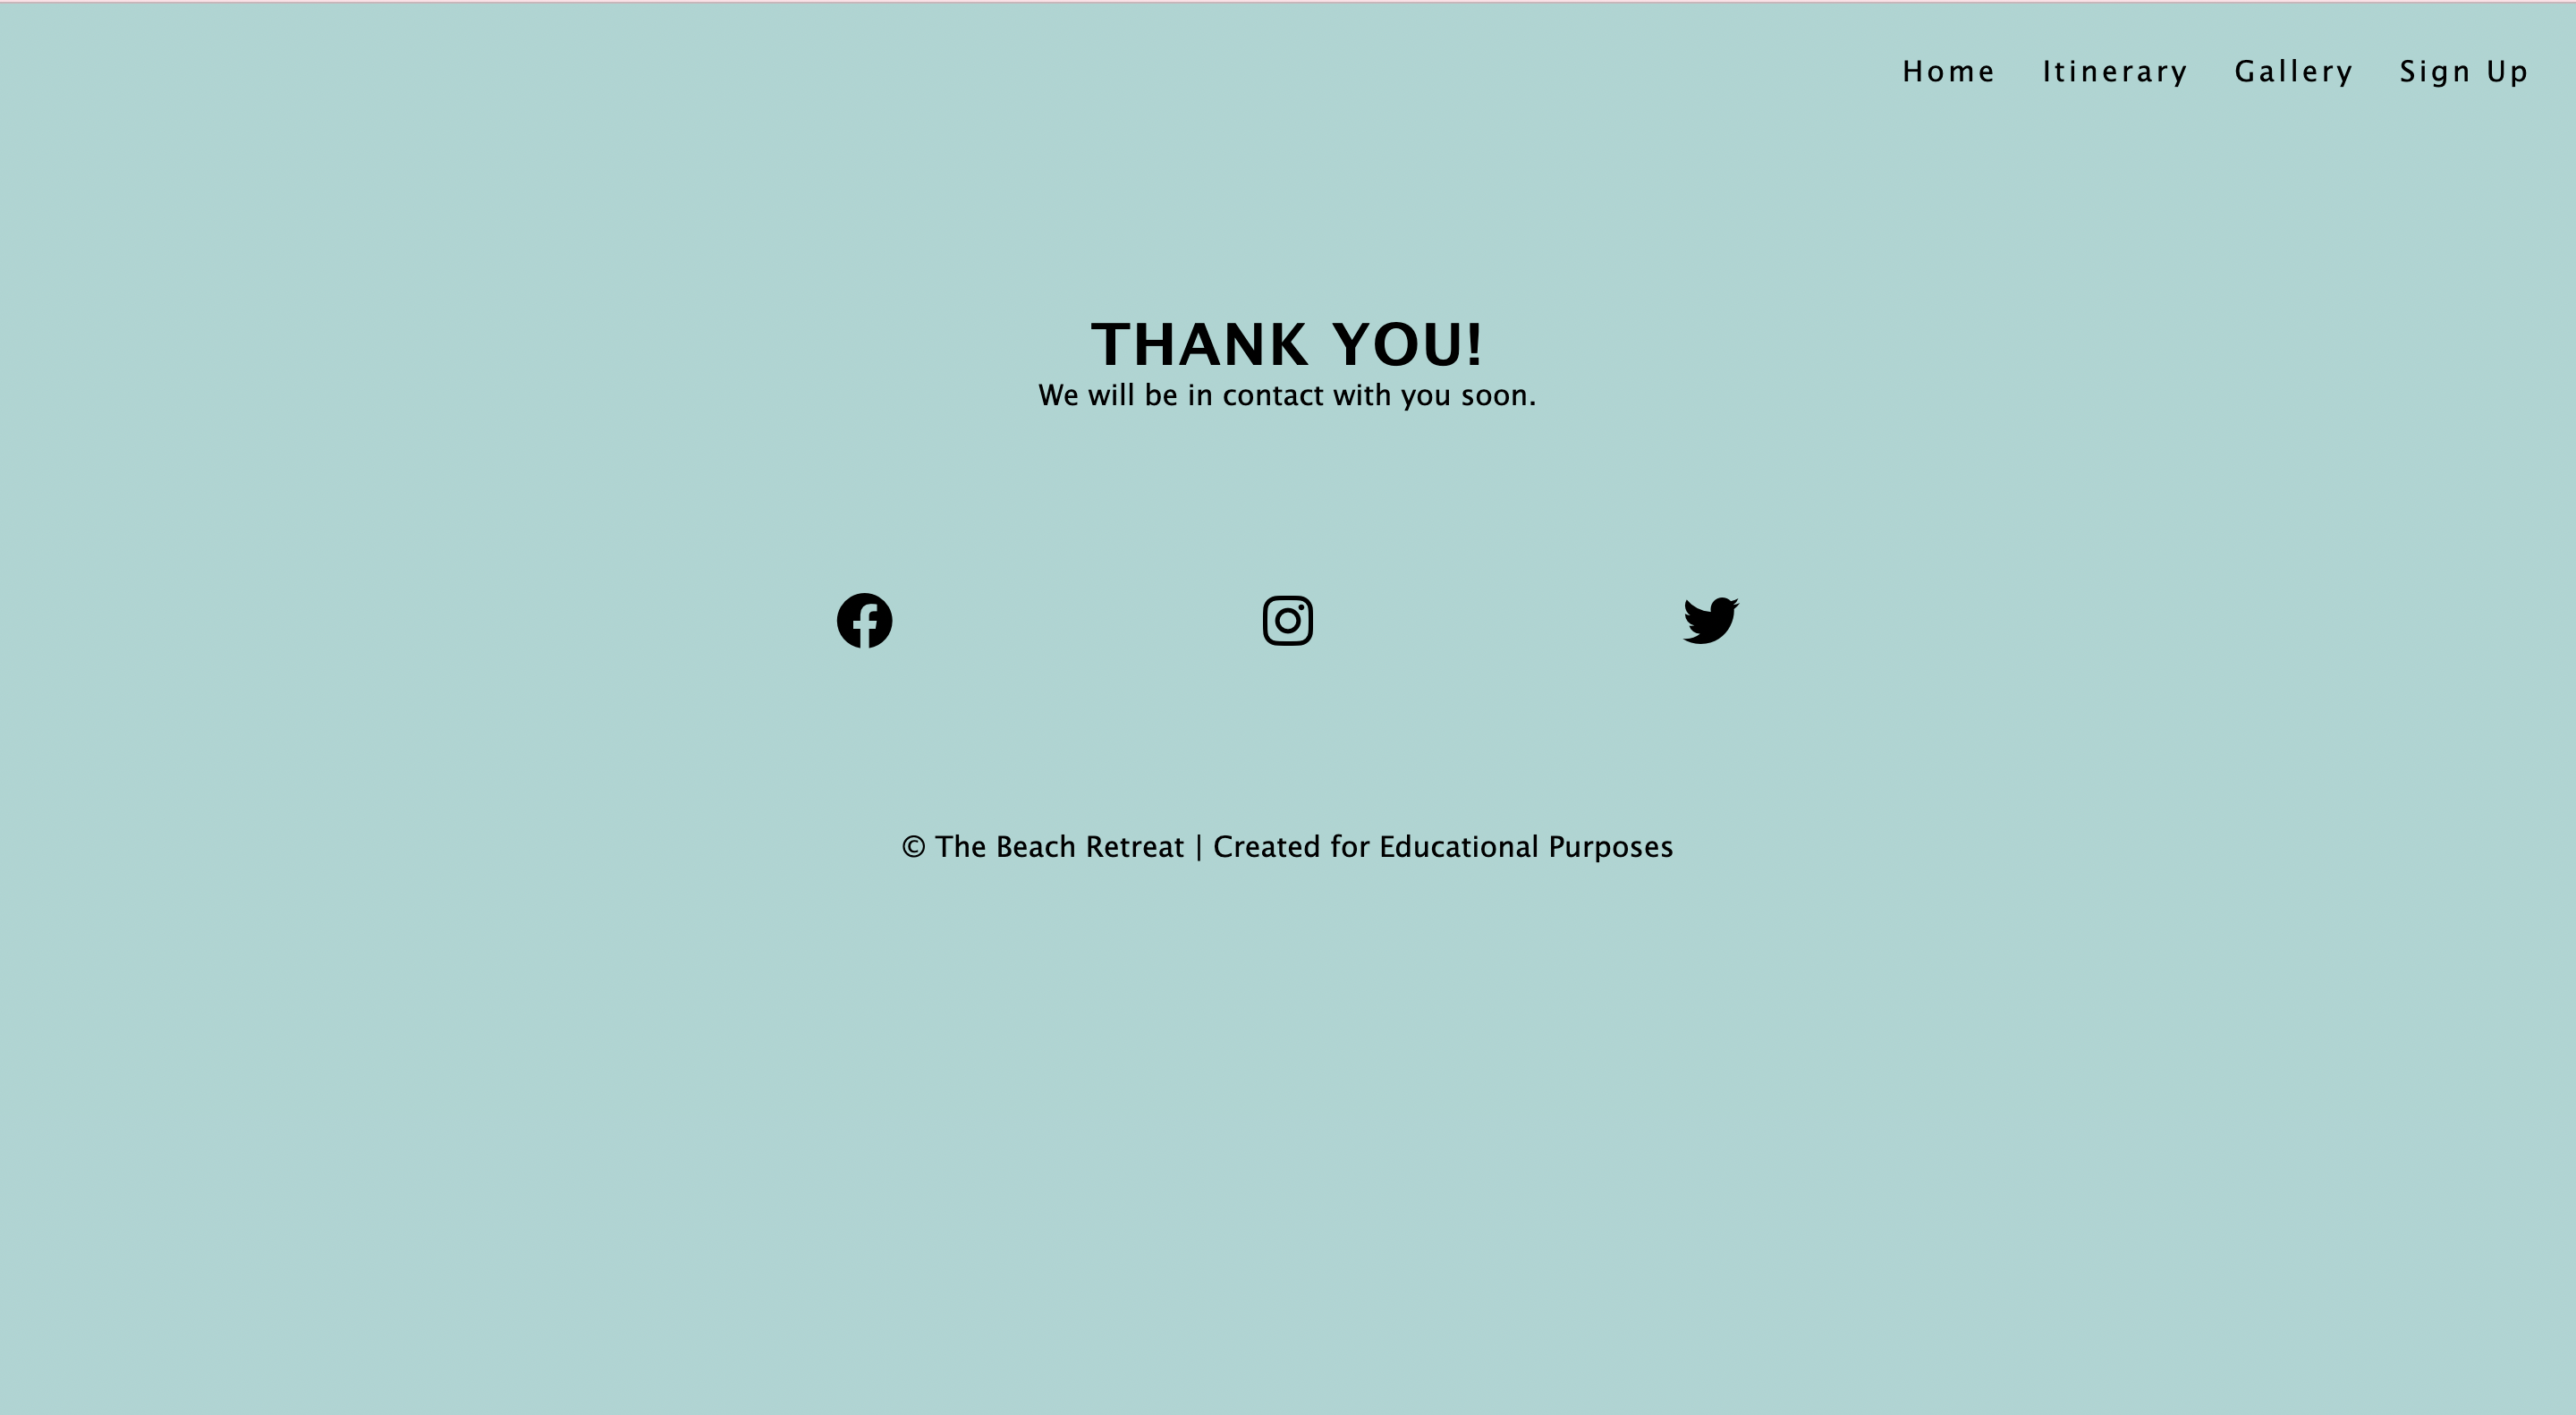 Home Itinerary Gallery Sign Up
THANK YOU!
We will be in contact with you soon.
© The Beach Retreat | Created for Educational Purposes